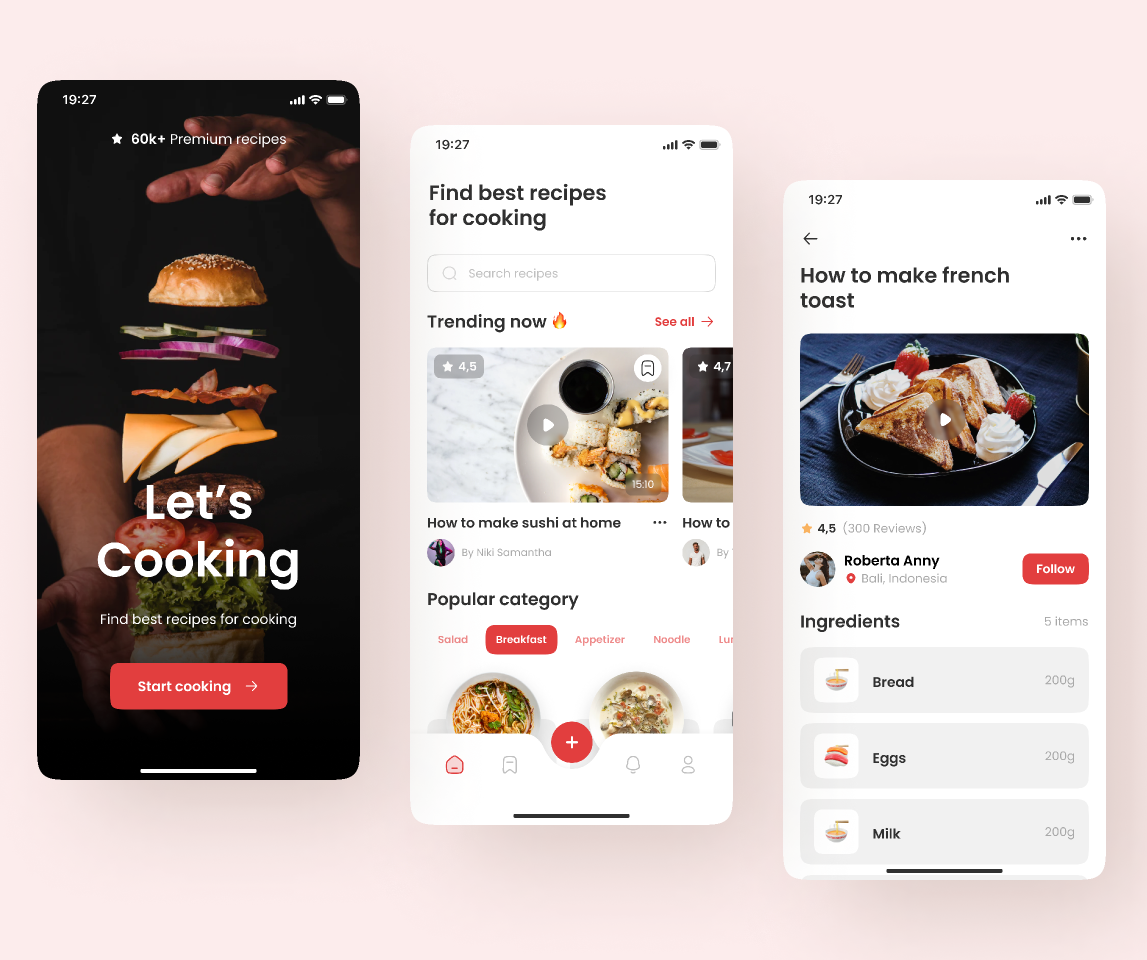 19:27
60k+ Premium recipes
Let's
Cooking
Find best recipes for cooking
Start cooking
19:27
Find best recipes
for cooking
Search recipes
Trending now
See all
4,5
4,7
15:10
How to make sushi at home
How to
By Niki Samantha
By
Popular category
Salad
Breakfast
Appetizer
Noodle
Lun
19:27
How to make french
toast
4,5 (300 Reviews)
Roberta Anny
Bali, Indonesia
Follow
Ingredients
5 items
Bread
200g
Eggs
200g
Milk
200g